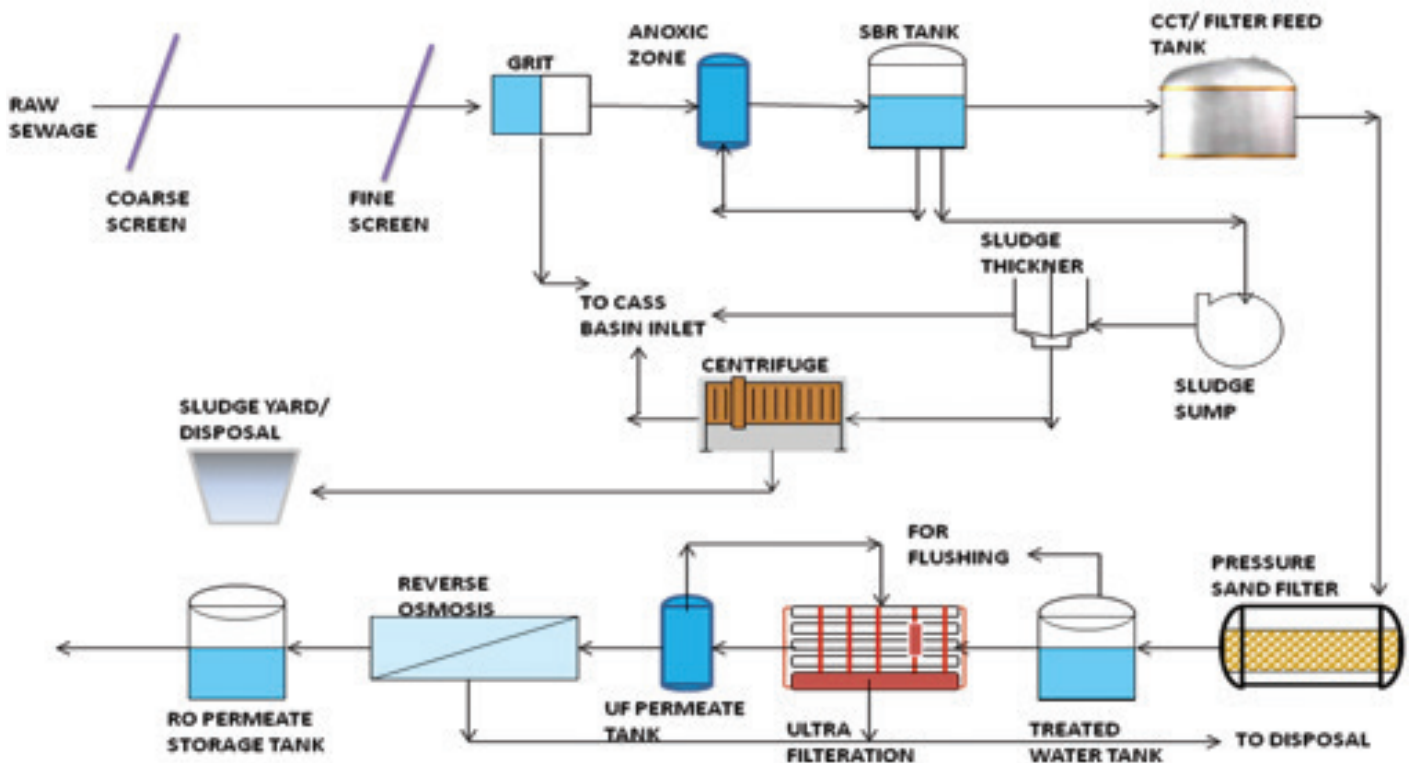 RAW
SEWAGE
COARSE
SCREEN
FINE
SCREEN
GRIT
ANOXIC
ZONE
SBR TANK
CCT/ FILTER FEED
TANK
SLUDGE
THICKNER
TO CASS
BASIN INLET
SLUDGE
SUMP
CENTRIFUGE
SLUDGE YARD/
DISPOSAL
FOR
FLUSHING
PRESSURE
SAND FILTER
REVERSE
OSMOSIS
RO PERMEATE
STORAGE TANK
UF PERMEATE
TANK
ULTRA
FILTERATION
TREATED
WATER TANK
TO DISPOSAL